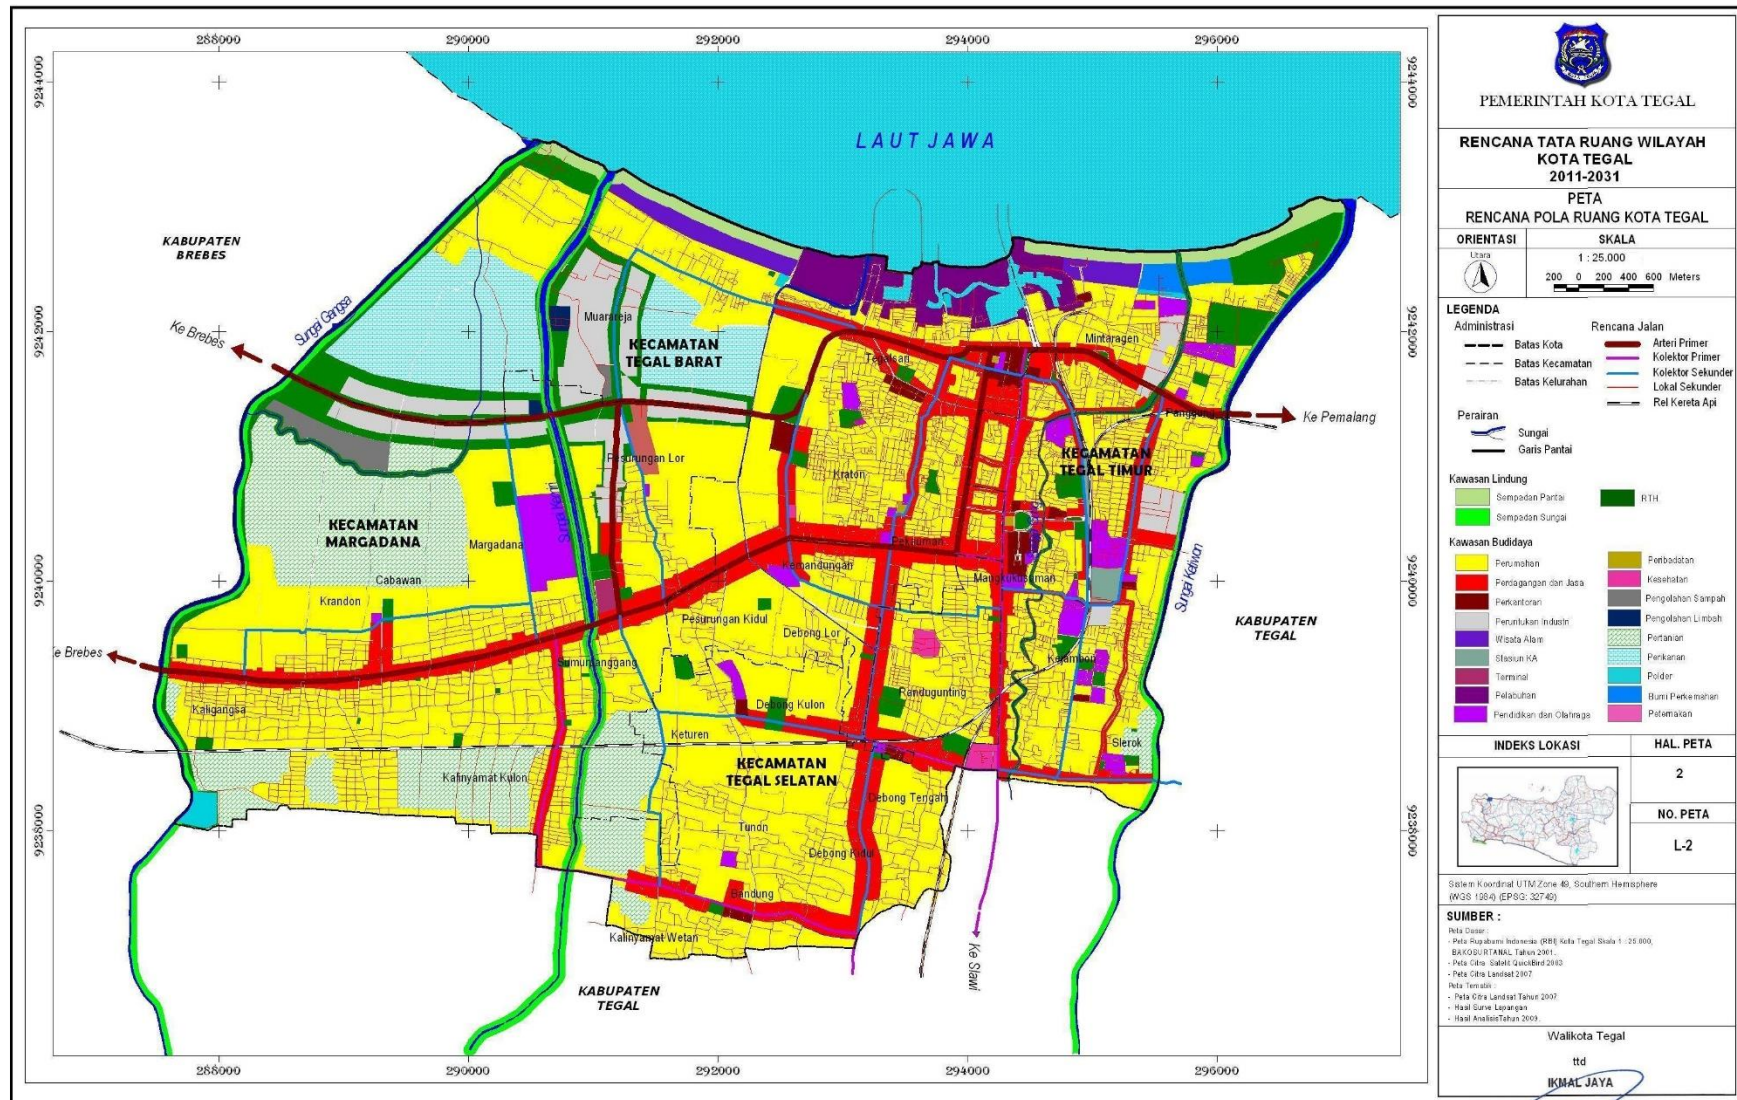 288000
290000
292000
294000
296000
9244000
9244000
LAUT JAWA
KABUPATEN
BREBES
Sungai Gangsa
Ke Brebes
9242000
9242000
Muarareja
KECAMATAN
TEGAL BARAT
Tegalsari
Mintaragen
Panggung
Ke Pemalang
Pesurungan Lor
Kraton
KECAMATAN
TEGAL TIMUR
KECAMATAN
MARGADANA
Margadana
Cabawan
Krandon
Pekauman
Kemandungan
Mangkukusuman
Sungai Ketiwon
9240000
9240000
Pesurungan Kidul
Debong Lor
KABUPATEN
TEGAL
Ke Brebes
Sumurpanggang
Kejambon
Kaligangsa
Randugunting
Debong Kulon
Keturen
Slerok
Kalinyamat Kulon
KECAMATAN
TEGAL SELATAN
Debong Tengah
9238000
9238000
Tunon
Debong Kidul
Bandung
Kalinyamat Wetan
Ke Slawi
KABUPATEN
TEGAL
288000
290000
292000
294000
296000
PEMERINTAH KOTA TEGAL
RENCANA TATA RUANG WILAYAH
KOTA TEGAL
2011-2031
PETA
RENCANA POLA RUANG KOTA TEGAL
ORIENTASI
SKALA
Utara
1 : 25.000
200 0 200 400 600 Meters
LEGENDA
Administrasi
Batas Kota
Batas Kecamatan
Batas Kelurahan
Rencana Jalan
Arteri Primer
Kolektor Primer
Kolektor Sekunder
Lokal Sekunder
Rel Kereta Api
Perairan
Sungai
Garis Pantai
Kawasan Lindung
Sempadan Pantai
RTH
Sempadan Sungai
Kawasan Budidaya
Perumahan
Perdagangan dan Jasa
Perkantoran
Peruntukan Industri
Wisata Alam
Stasiun KA
Terminal
Pelabuhan
Pendidikan dan Olahraga
Peribadatan
Kesehatan
Pengolahan Sampah
Pengolahan Limbah
Pertanian
Perikanan
Polder
Bumi Perkemahan
Peternakan
INDEKS LOKASI
HAL. PETA
2
NO. PETA
L-2
Sistem Koordinat UTM Zone 49, Southern Hemisphere
(WGS 1984) (EPSG: 32749)
SUMBER :
Peta Dasar :
- Peta Rupabumi Indonesia (RBI) Kota Tegal Skala 1 : 25.000,
BAKOSURTANAL Tahun 2001.
- Peta Citra Satelit QuickBird 2003
- Peta Citra Landsat 2007
Peta Tematik :
- Peta Citra Landsat Tahun 2007
- Hasil Survei Lapangan
- Hasil Analisis Tahun 2009.
Walikota Tegal
ttd
IKMAL JAYA